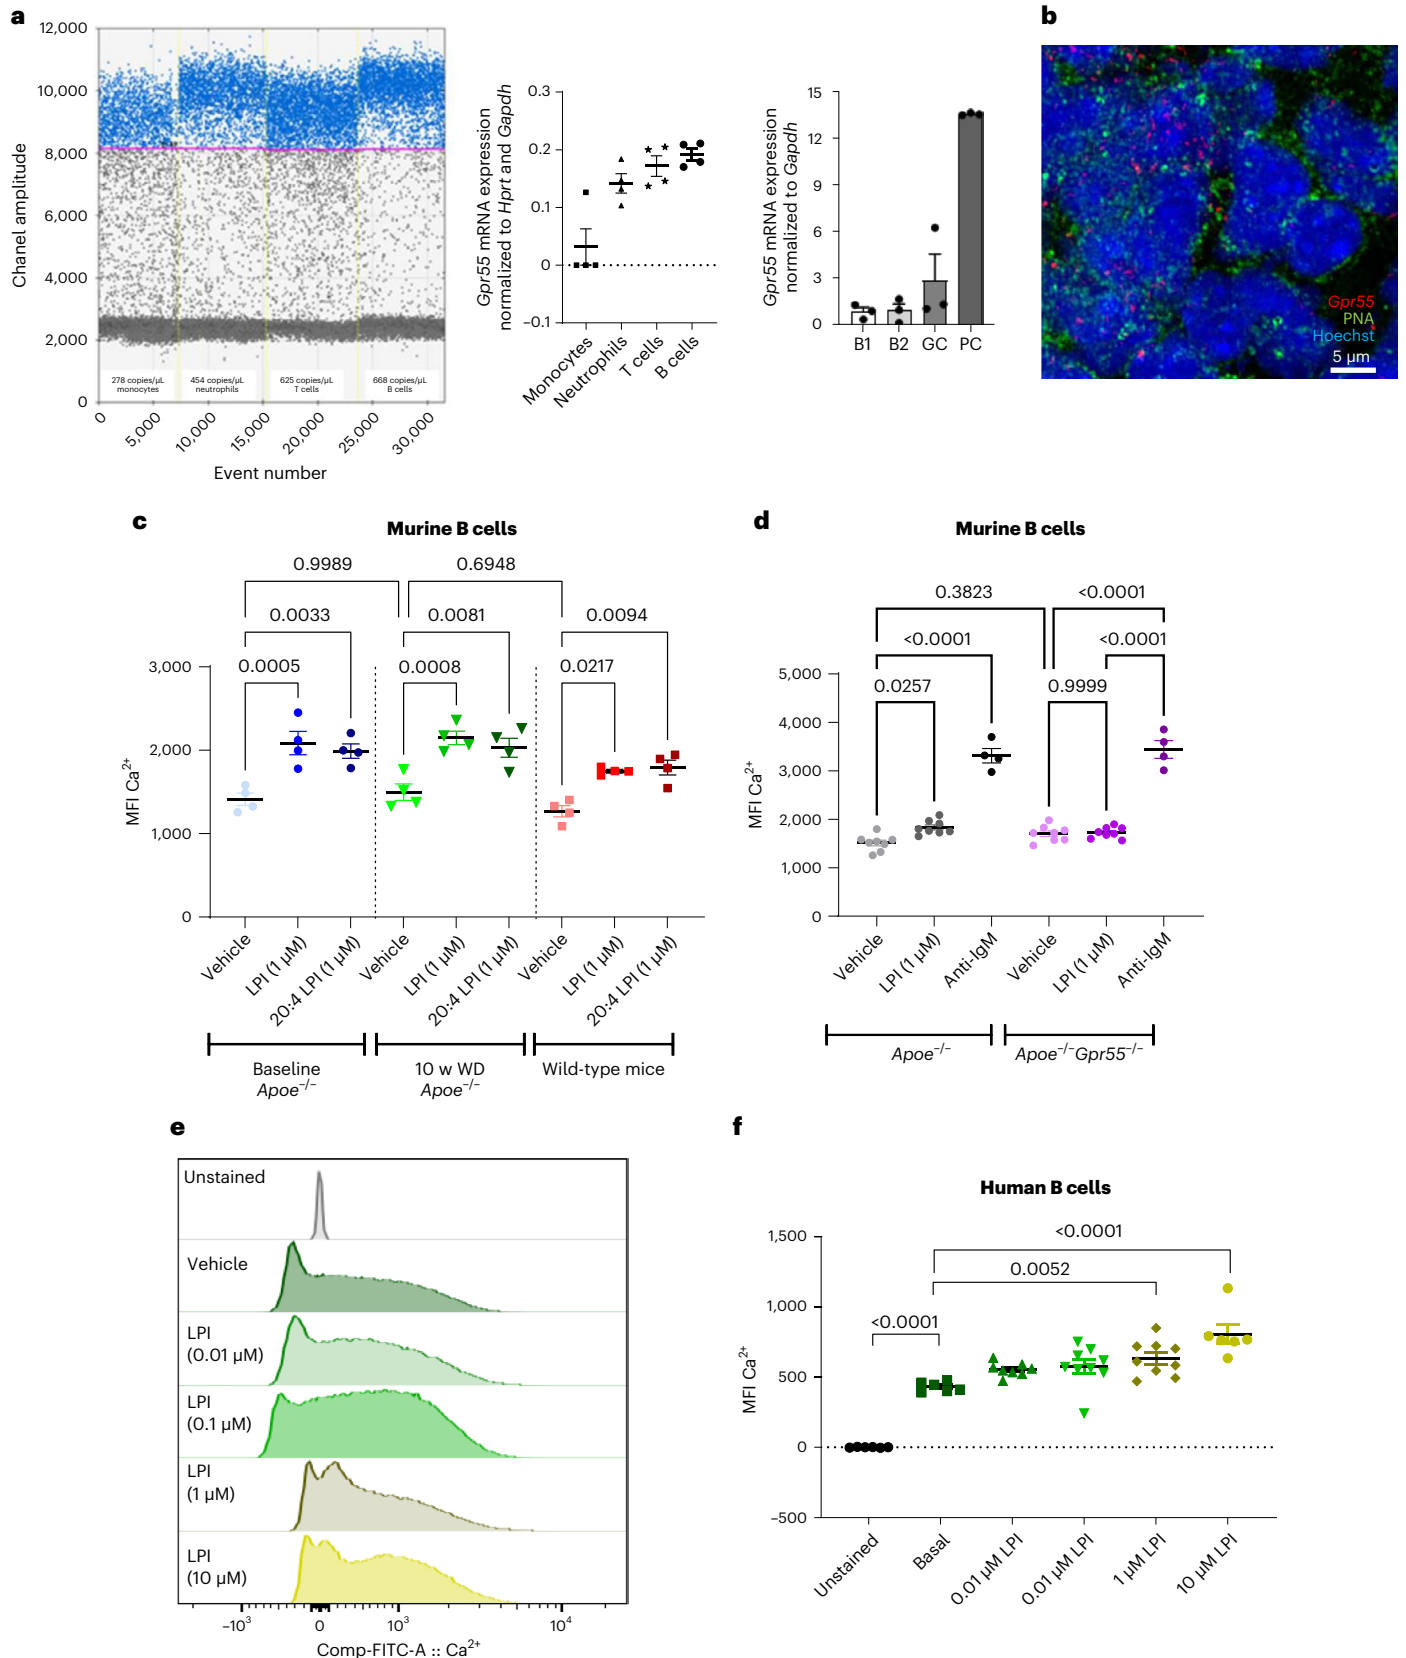 a
12,000
10,000
8,000
6,000
4,000
2,000
0
Chanel amplitude
278 copies/µL
monocytes
454 copies/µL
neutrophils
625 copies/µL
T cells
668 copies/µL
B cells
0
5,000
10,000
15,000
20,000
25,000
30,000
Event number
Gpr55 mRNA expression
normalized to Hprt and Gapdh
0.3
0.2
0.1
0
–0.1
Monocytes
Neutrophils
T cells
B cells
Gpr55 mRNA expression
normalized to Gapdh
15
12
9
6
3
0
B1
B2
GC
PC
b
Gpr55
PNA
Hoechst
5 µm
c
Murine B cells
0.9989
0.6948
0.0033
0.0081
0.0094
0.0005
0.0008
0.0217
MFI Ca2+
3,000
2,000
1,000
0
Vehicle
LPI (1 µM)
20:4 LPI (1 µM)
Vehicle
LPI (1 µM)
20:4 LPI (1 µM)
Vehicle
LPI (1 µM)
20:4 LPI (1 µM)
Baseline
Apoe–/–
10 w WD
Apoe–/–
Wild-type mice
d
Murine B cells
0.3823
<0.0001
<0.0001
<0.0001
0.0257
0.9999
MFI Ca2+
5,000
4,000
3,000
2,000
1,000
0
Vehicle
LPI (1 µM)
Anti-IgM
Vehicle
LPI (1 µM)
Anti-IgM
Apoe–/–
Apoe–/–Gpr55–/–
e
Unstained
Vehicle
LPI
(0.01 µM)
LPI
(0.1 µM)
LPI
(1 µM)
LPI
(10 µM)
–10³
0
10³
10⁴
Comp-FITC-A :: Ca2+
f
Human B cells
<0.0001
0.0052
<0.0001
MFI Ca2+
1,500
1,000
500
0
–500
Unstained
Basal
0.01 µM LPI
0.01 µM LPI
1 µM LPI
10 µM LPI